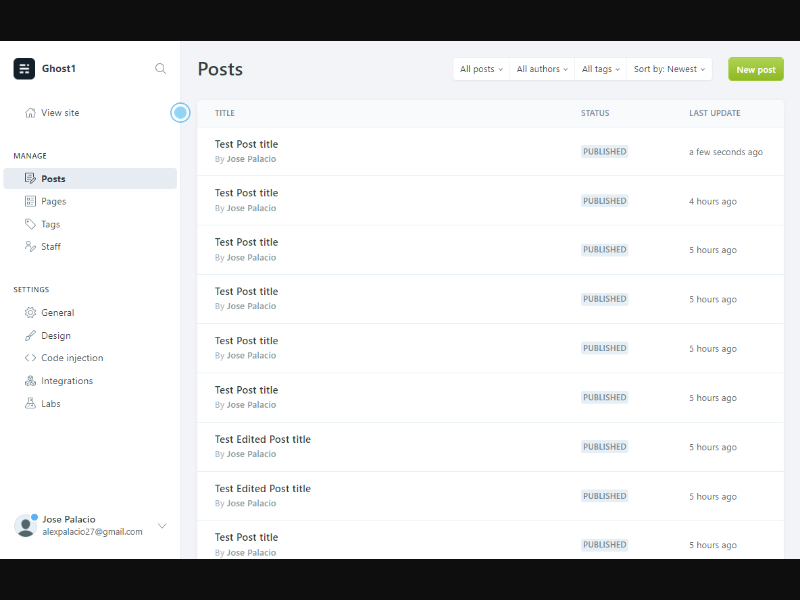 Ghost1
View site
MANAGE
Posts
Pages
Tags
Staff
SETTINGS
General
Design
Code injection
Integrations
Labs
Jose Palacio
alexpalacio27@gmail.com
Posts
All posts All authors All tags Sort by: Newest New post
TITLE STATUS LAST UPDATE
Test Post title
By Jose Palacio PUBLISHED a few seconds ago
Test Post title
By Jose Palacio PUBLISHED 4 hours ago
Test Post title
By Jose Palacio PUBLISHED 5 hours ago
Test Post title
By Jose Palacio PUBLISHED 5 hours ago
Test Post title
By Jose Palacio PUBLISHED 5 hours ago
Test Post title
By Jose Palacio PUBLISHED 5 hours ago
Test Edited Post title
By Jose Palacio PUBLISHED 5 hours ago
Test Edited Post title
By Jose Palacio PUBLISHED 5 hours ago
Test Post title
By Jose Palacio PUBLISHED 5 hours ago